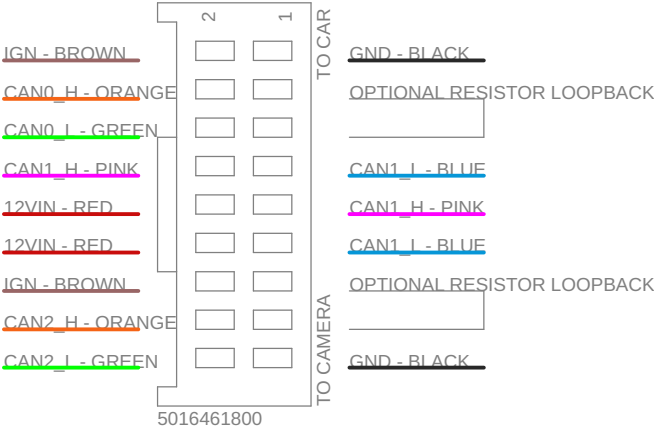 2 1
TO CAR
IGN - BROWN
GND - BLACK
CAN0_H - ORANGE
OPTIONAL RESISTOR LOOPBACK
CAN0_L - GREEN
CAN1_H - PINK
CAN1_L - BLUE
12VIN - RED
CAN1_H - PINK
12VIN - RED
CAN1_L - BLUE
IGN - BROWN
OPTIONAL RESISTOR LOOPBACK
CAN2_H - ORANGE
CAN2_L - GREEN
GND - BLACK
TO CAMERA
5016461800